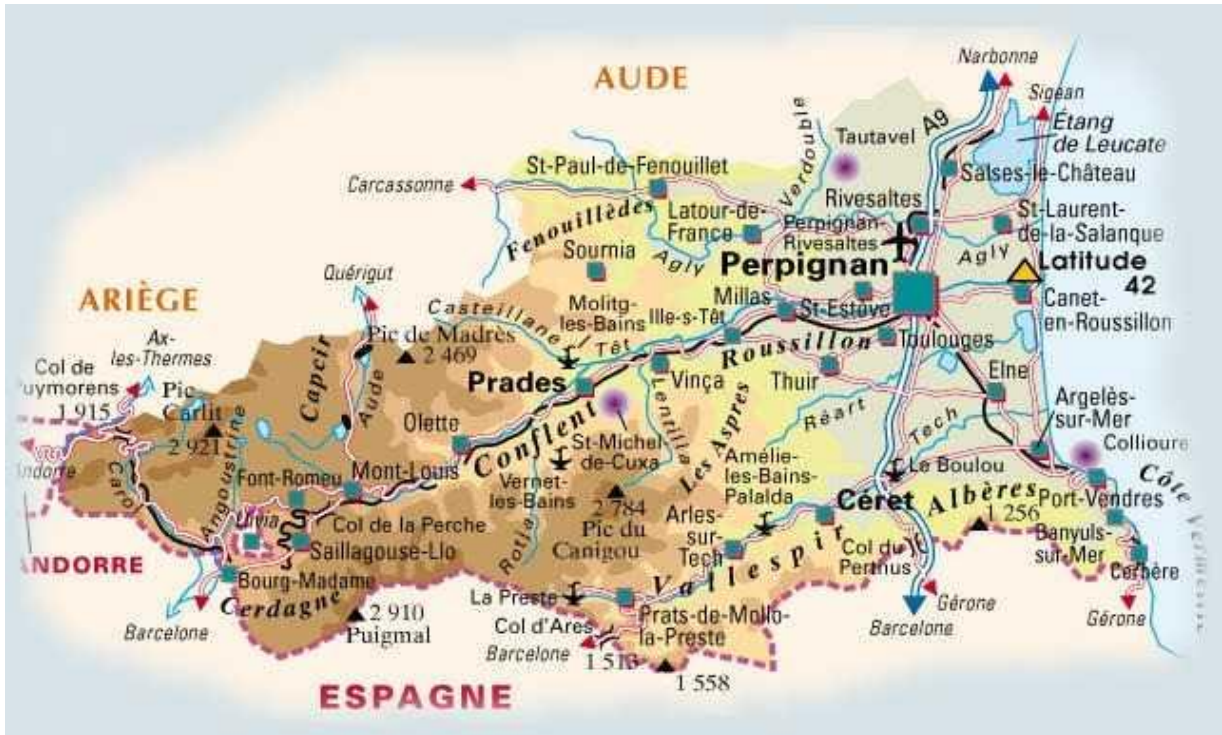 AUDE
Narbonne
Sigean
A9
Étang
de Leucate
Tautavel
Verdouble
St-Paul-de-Fenouillet
Salses-le-Château
Carcassonne
Rivesaltes
Fenouillèdes
Latour-de-
France
Perpignan-
Rivesaltes
St-Laurent-
de-la-Salanque
Sournia
Agly
Agly
Quérigut
Perpignan
Latitude
42
ARIÈGE
Casteillane
Molitg-
les-Bains
Millas
St-Estève
Canet-
en-Roussillon
Ille-s-Têt
Ax-
les-Thermes
Pic de Madrès
2 469
Têt
Roussillon
Toulouges
Col de
uymorens
1 915
Pic
Carlit
2 921
Capcir
Aude
Prades
Vinça
Thuir
Elne
Lentilla
Les Aspres
Réart
Argelès-
sur-Mer
Olette
Conflent
St-Michel-
de-Cuxa
Tech
Collioure
Andorre
Carol
Angoustrine
Font-Romeu
Mont-Louis
Vernet-
les-Bains
Amélie-
les-Bains-
Palalda
Le Boulou
Céret
Albères
Port-Vendres
Côte
2 784
Pic du
Canigou
1 256
Llivia
Col de la Perche
Rotja
Arles-
sur-
Tech
Banyuls-
sur-Mer
Saillagouse-Llo
Vallespir
Col du
Perthus
Cerbère
NDORRE
Bourg-Madame
Cerdagne
La Preste
Prats-de-Mollo-
la-Preste
Gérone
Gérone
Barcelone
2 910
Puigmal
Col d'Ares
Barcelone
1 513
Barcelone
1 558
ESPAGNE